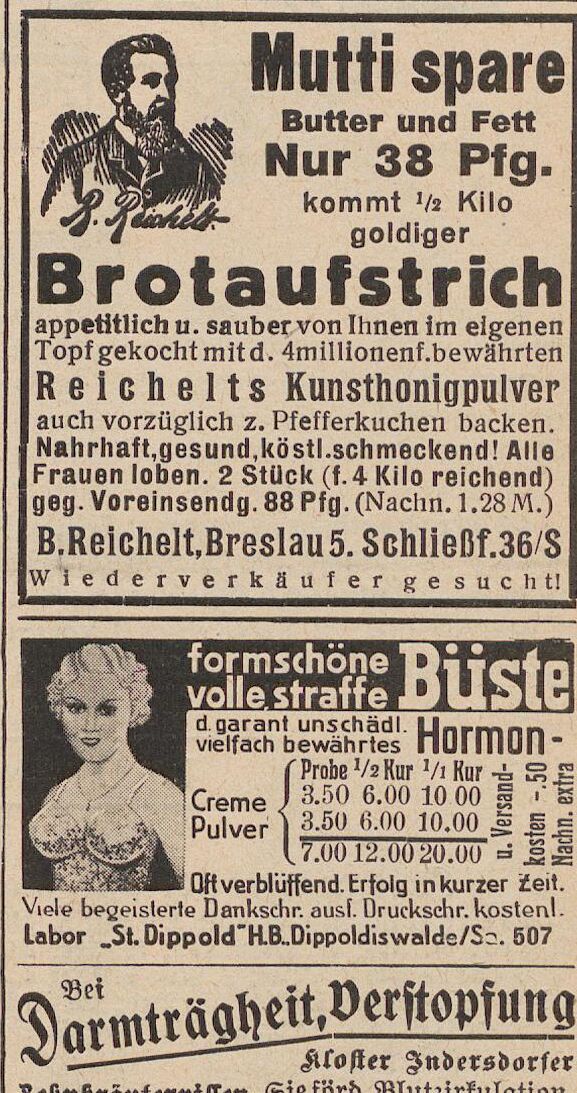 Mutti spare
Butter und Fett
Nur 38 Pfg.
kommt 1/2 Kilo
goldiger
B. Reichelt.
Brotaufstrich
appetitlich u. sauber von Ihnen im eigenen
Topf gekocht mit d. 4millionenf. bewährten
Reichelts Kunsthonigpulver
auch vorzüglich z. Pfefferkuchen backen.
Nahrhaft, gesund, köstl. schmeckend! Alle
Frauen loben. 2 Stück (f. 4 Kilo reichend)
geg. Voreinsendg. 88 Pfg. (Nachn. 1.28 M.)
B. Reichelt, Breslau 5. Schließf. 36/S
Wiederverkäufer gesucht!
formschöne
volle, straffe Büste
d. garant unschädl.
vielfach bewährtes Hormon-
Probe 1/2 Kur 1/1 Kur
Creme 3.50 6.00 10 00
Pulver 3.50 6.00 10.00
7.00 12.00 20.00
u. Versand-
kosten -.50
Nachn. extra
Oft verblüffend. Erfolg in kurzer Zeit.
Viele begeisterte Dankschr. ausf. Druckschr. kostenl.
Labor „St. Dippold" H.B., Dippoldiswalde/Sa. 507
Bei
Darmträgheit, Verstopfung
Kloster Indersdorfer
Sie förd. Blutzirkulation